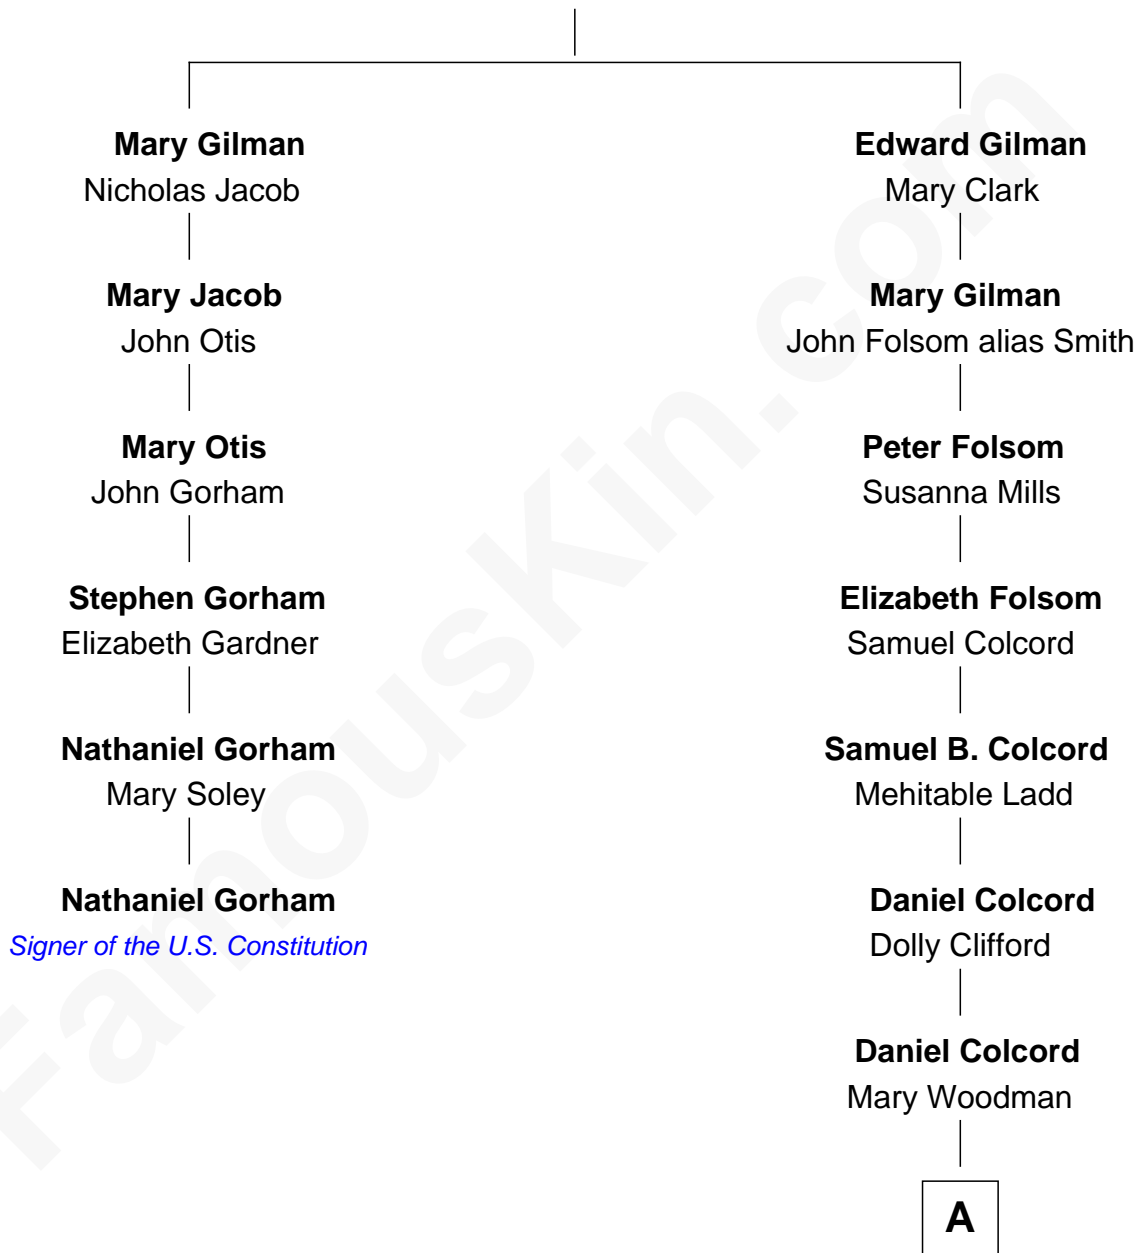 Mary Gilman
Nicholas Jacob
Mary Jacob
John Otis
Mary Otis
John Gorham
Stephen Gorham
Elizabeth Gardner
Nathaniel Gorham
Mary Soley
Nathaniel Gorham
Signer of the U.S. Constitution
Edward Gilman
Mary Clark
Mary Gilman
John Folsom alias Smith
Peter Folsom
Susanna Mills
Elizabeth Folsom
Samuel Colcord
Samuel B. Colcord
Mehitable Ladd
Daniel Colcord
Dolly Clifford
Daniel Colcord
Mary Woodman
A
FamousKin.com